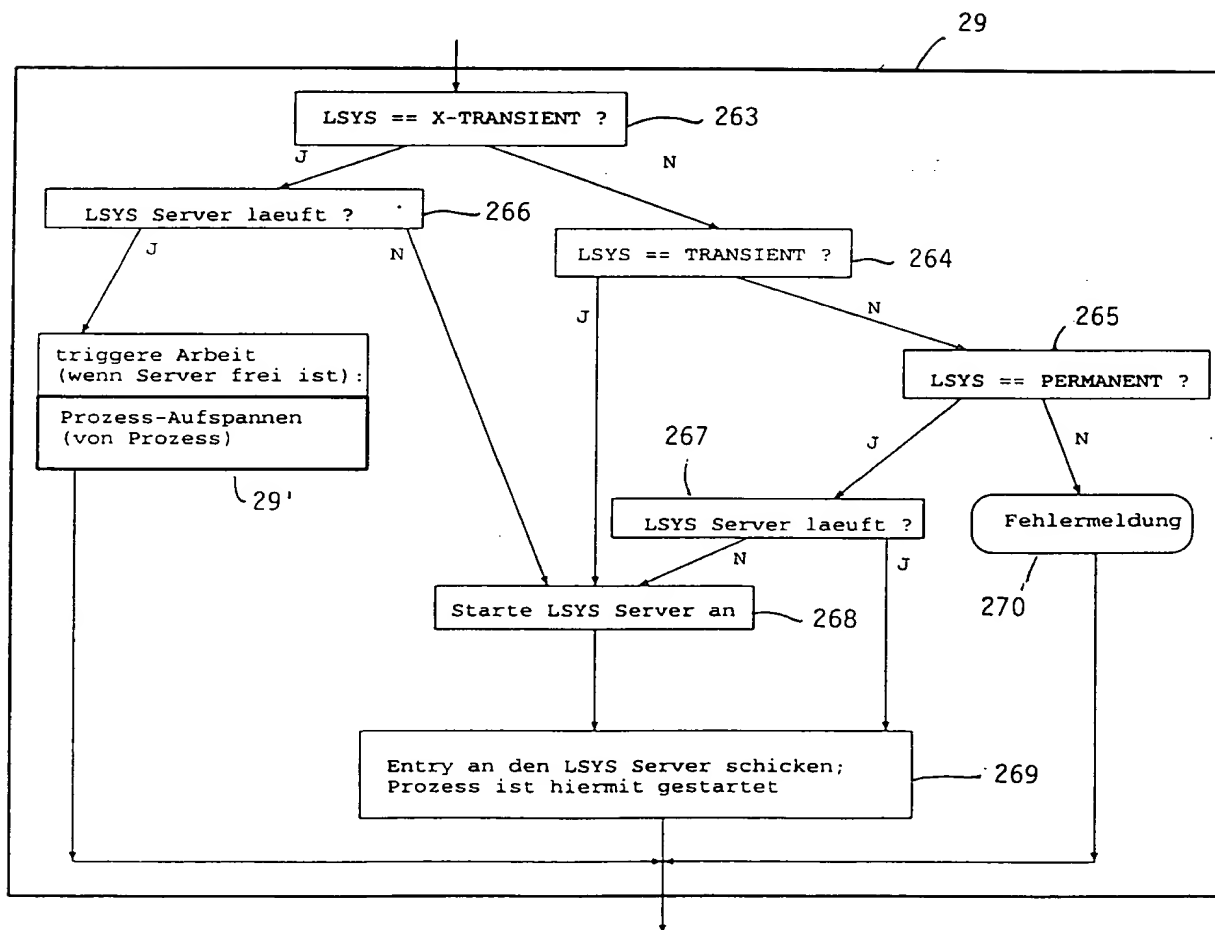 29
LSYS == X-TRANSIENT ?
263
J
N
LSYS Server laeuft ?
266
J
N
LSYS == TRANSIENT ?
264
J
N
265
triggere Arbeit
(wenn Server frei ist):
LSYS == PERMANENT ?
Prozess-Aufspannen
(von Prozess)
J
N
267
29'
LSYS Server laeuft ?
Fehlermeldung
N
J
Starte LSYS Server an
268
270
Entry an den LSYS Server schicken;
Prozess ist hiermit gestartet
269